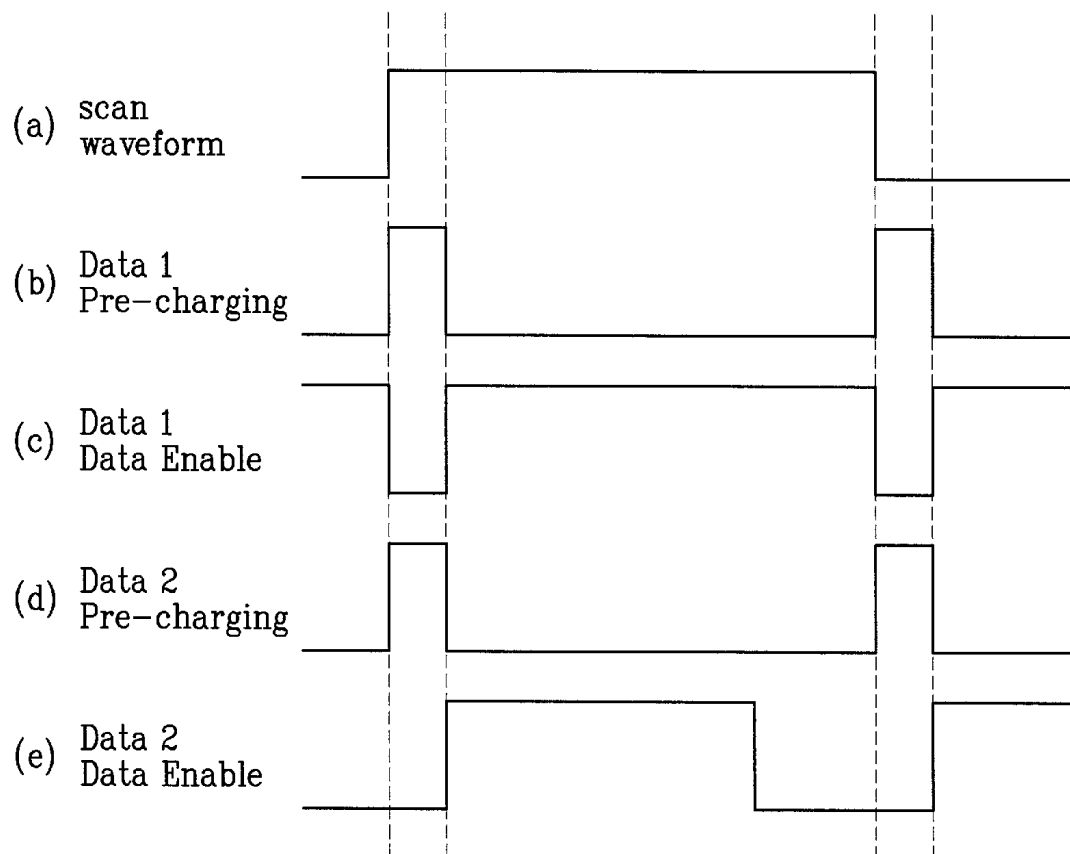 (a) scan
waveform
(b) Data 1
Pre-charging
(c) Data 1
Data Enable
(d) Data 2
Pre-charging
(e) Data 2
Data Enable